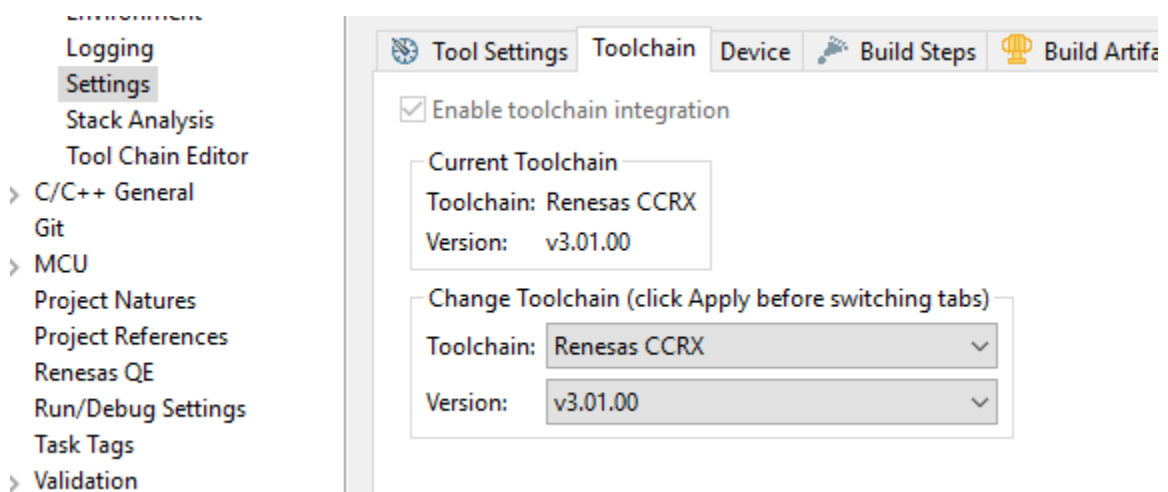 Logging
Settings
Stack Analysis
Tool Chain Editor
C/C++ General
Git
MCU
Project Natures
Project References
Renesas QE
Run/Debug Settings
Task Tags
Validation
Tool Settings Toolchain Device Build Steps Build Artifa
Enable toolchain integration
Current Toolchain
Toolchain: Renesas CCRX
Version: v3.01.00
Change Toolchain (click Apply before switching tabs)
Toolchain: Renesas CCRX
Version: v3.01.00